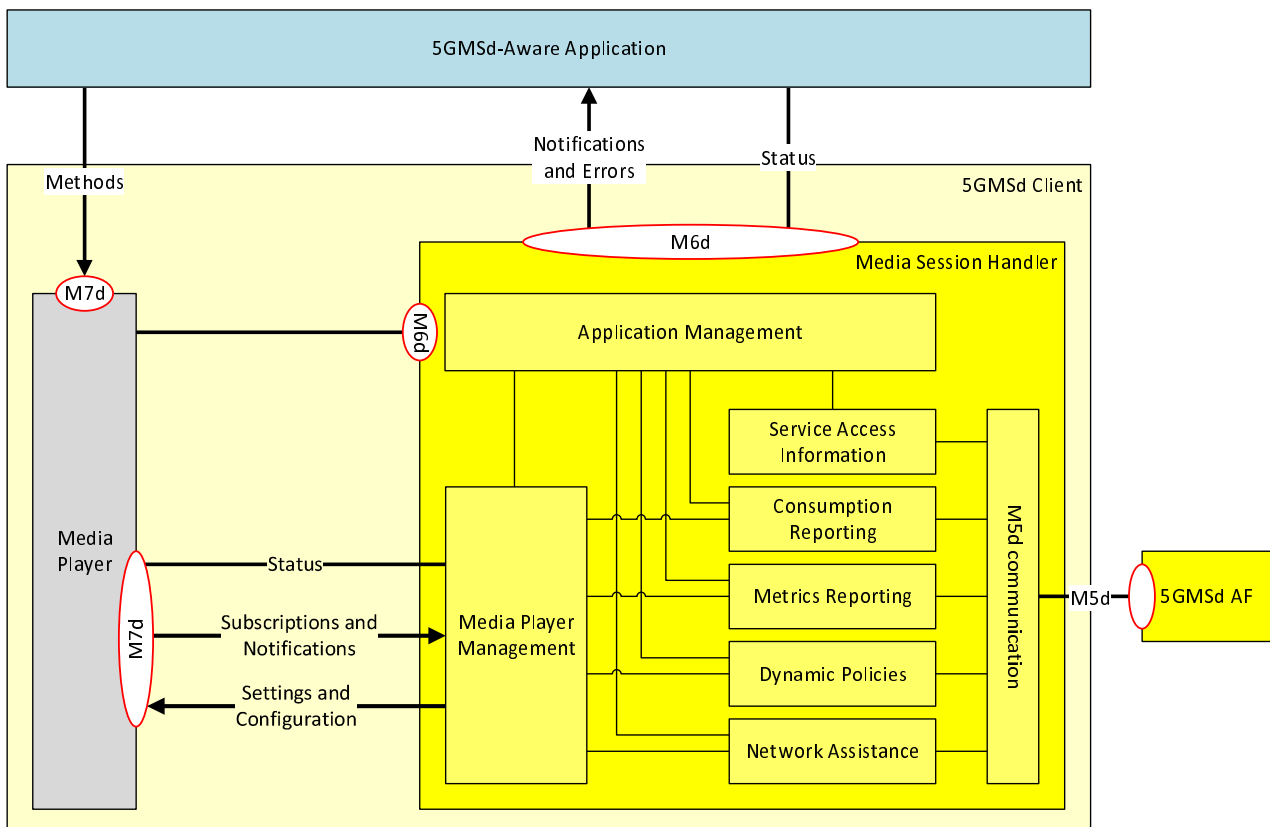 5GMSd-Aware Application
Notifications
and Errors
Status
Methods
5GMSd Client
M6d
Media Session Handler
M7d
M6d
Application Management
Service Access
Information
Consumption
Reporting
Media
Player
Status
M5d communication
Metrics Reporting
M5d
5GMSd AF
Subscriptions and
Notifications
M7d
Media Player
Management
Dynamic Policies
Settings and
Configuration
Network Assistance